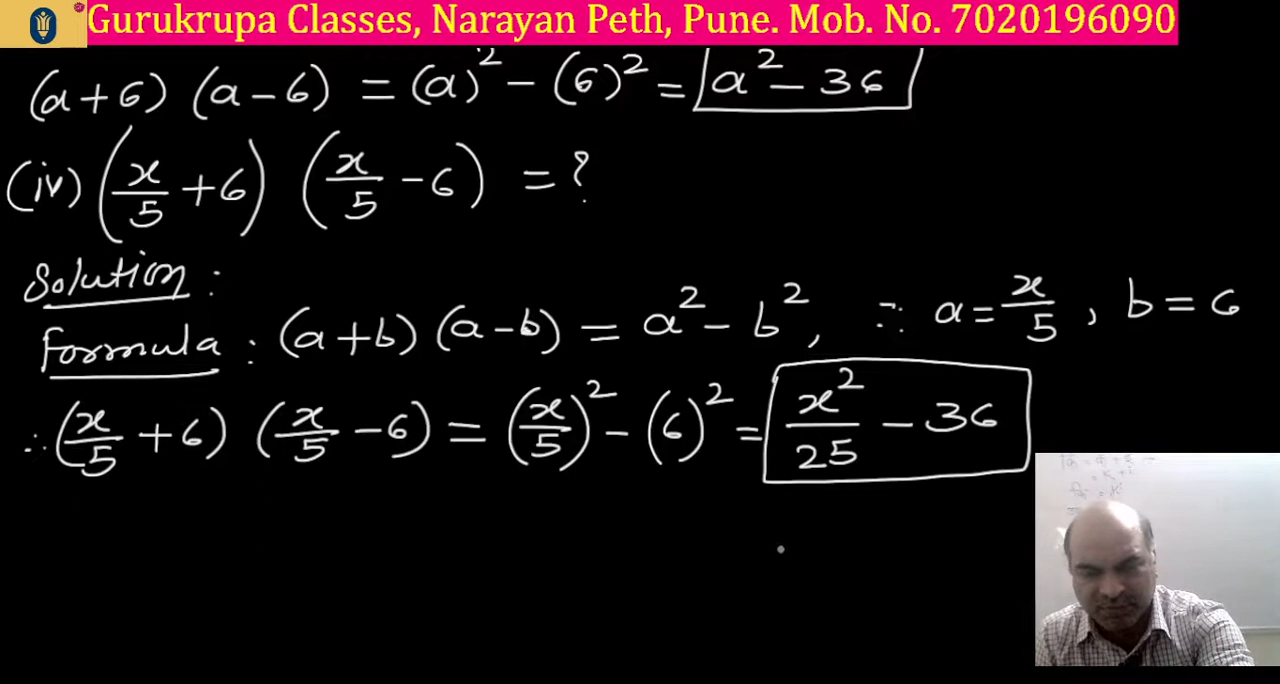 Gurukrupa Classes, Narayan Peth, Pune. Mob. No. 7020196090
(a+6) (a-6) = (a)² - (6)² = a² - 36
(iv) (x/5 + 6) (x/5 - 6) = ?
Solution:
Formula: (a+b) (a-b) = a² - b², ∴ a = x/5, b = 6
∴ (x/5 + 6) (x/5 - 6) = (x/5)² - (6)² = x²/25 - 36